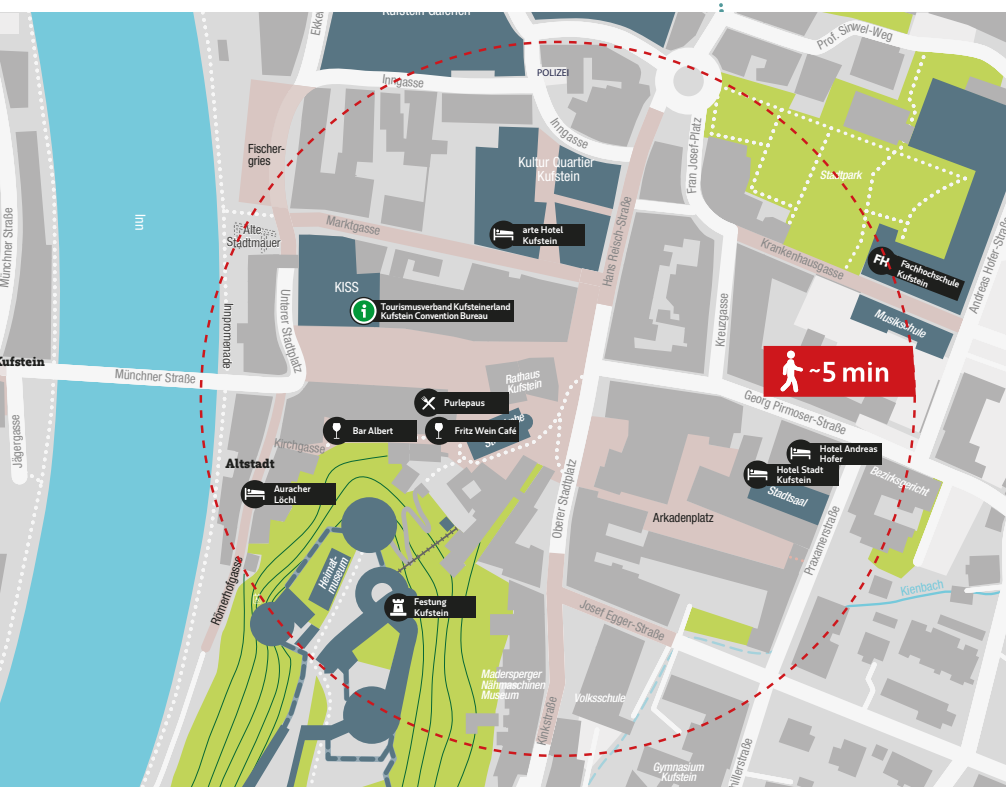 Kufstein Galerien
Prof. Sinwel-Weg
POLIZEI
Inngasse
Inngasse
Fischer-
gries
Kultur Quartier
Kufstein
Fran Josef-Platz
Stadtpark
Münchner Straße
Inn
Alte
Stadtmauer
Marktgasse
arte Hotel
Kufstein
Hans Reisch-Straße
Krankenhausgasse
FH
Fachhochschule
Kufstein
Andreas Hofer-Straße
KISS
i
Tourismusverband Kufsteinerland
Kufstein Convention Bureau
Innpromenade
Unterer Stadtplatz
Kreuzgasse
Musikschule
Kufstein
Münchner Straße
Rathaus
Kufstein
~5 min
Purlepaus
Georg Pirmoser-Straße
Bar Albert
Fritz Wein Café
Jägergasse
Kirchgasse
Altstadt
Hotel Andreas
Hofer
Hotel Stadt
Kufstein
Bezirksgericht
Auracher
Löchl
Stadtsaal
Oberer Stadtplatz
Arkadenplatz
Praxmarerstraße
Römerhofgasse
Heimat-
museum
Kienbach
Festung
Kufstein
Josef Egger-Straße
Madersperger
Nähmaschinen
Museum
Volksschule
Kinkstraße
Gymnasium
Kufstein